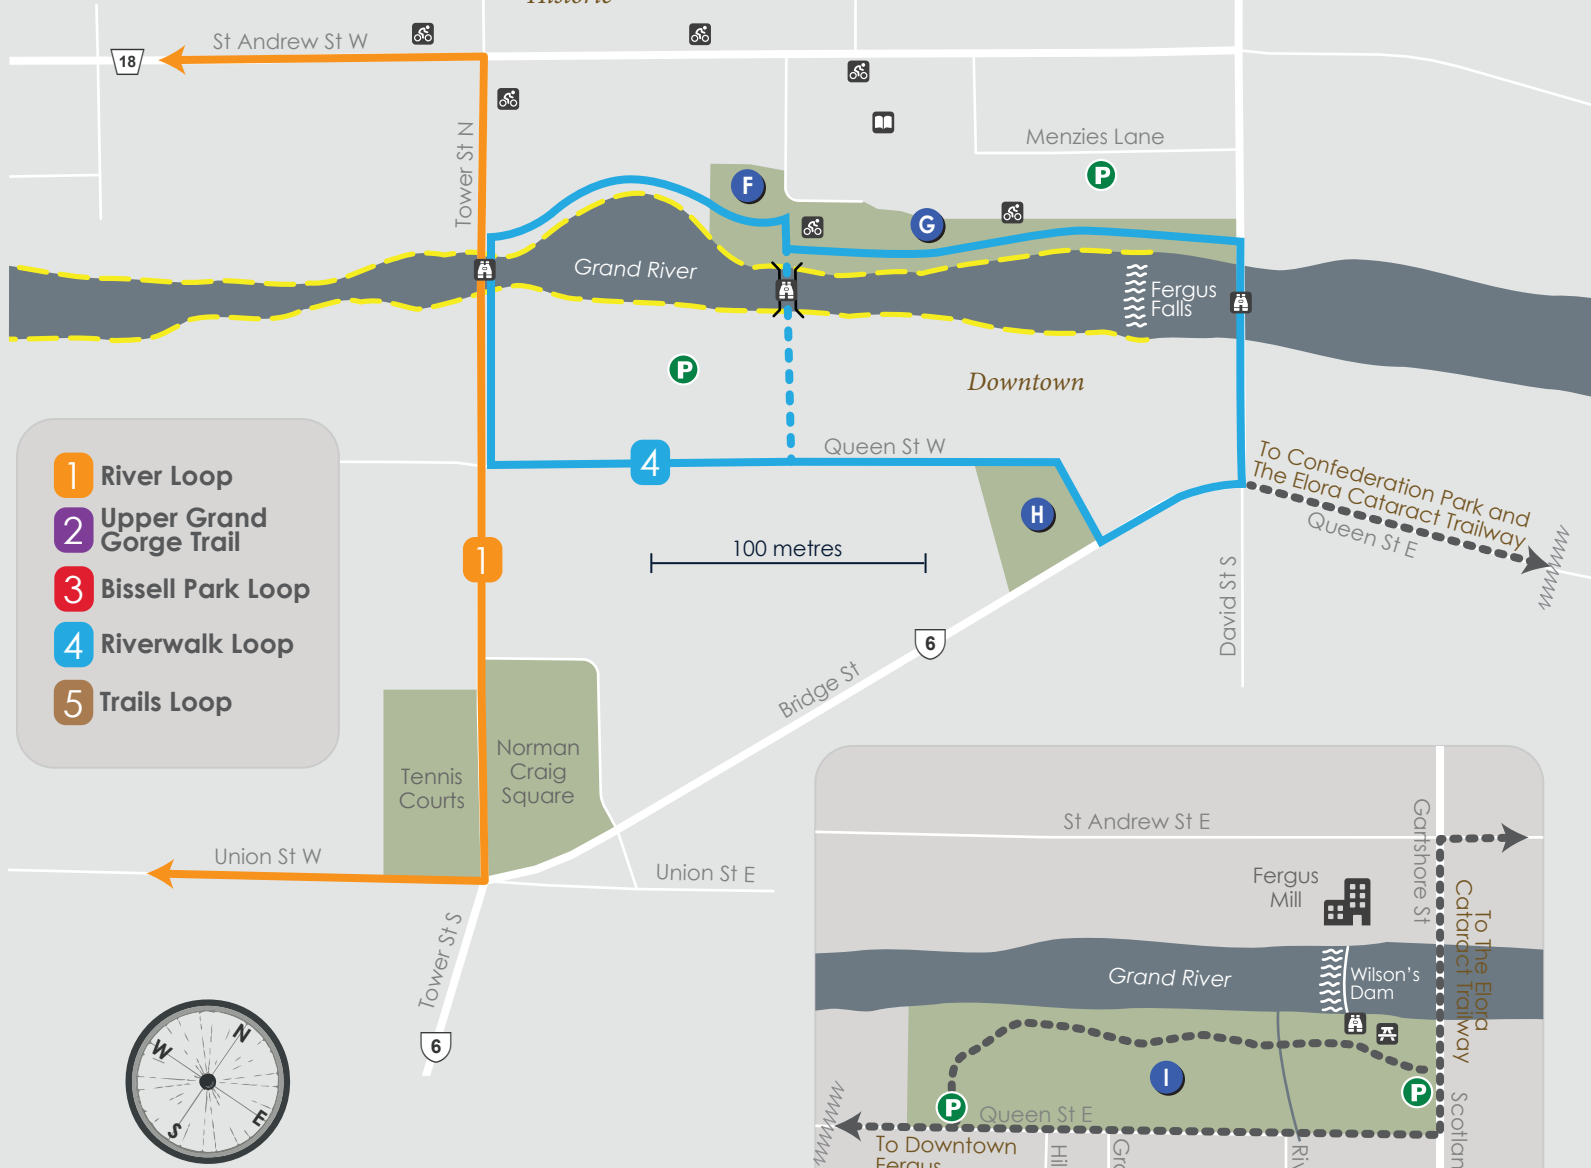 Historic
St Andrew St W
18
Tower St N
Menzies Lane
P
F
G
Grand River
Fergus
Falls
P
Downtown
Queen St W
4
H
To Confederation Park and
The Elora Cataract Trailway
Queen St E
1 River Loop
2 Upper Grand
Gorge Trail
3 Bissell Park Loop
4 Riverwalk Loop
5 Trails Loop
100 metres
1
David St S
6
Bridge St
Norman
Craig
Square
Tennis
Courts
Union St W
Union St E
Tower St S
6
N
W
E
S
St Andrew St E
Gartshore St
Fergus
Mill
To The Elora
Cataract Trailway
Grand River
Wilson's
Dam
I
P
P
Queen St E
To Downtown
Fergus